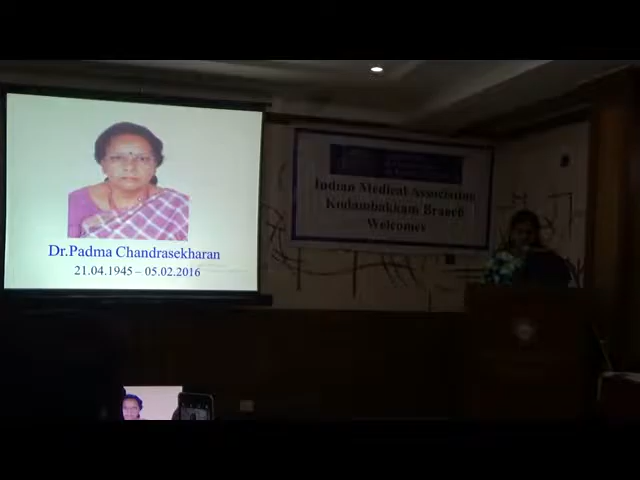 Dr.Padma Chandrasekharan
21.04.1945 – 05.02.2016
Indian Medical Association
Kodambakkam Branch
Welcomes